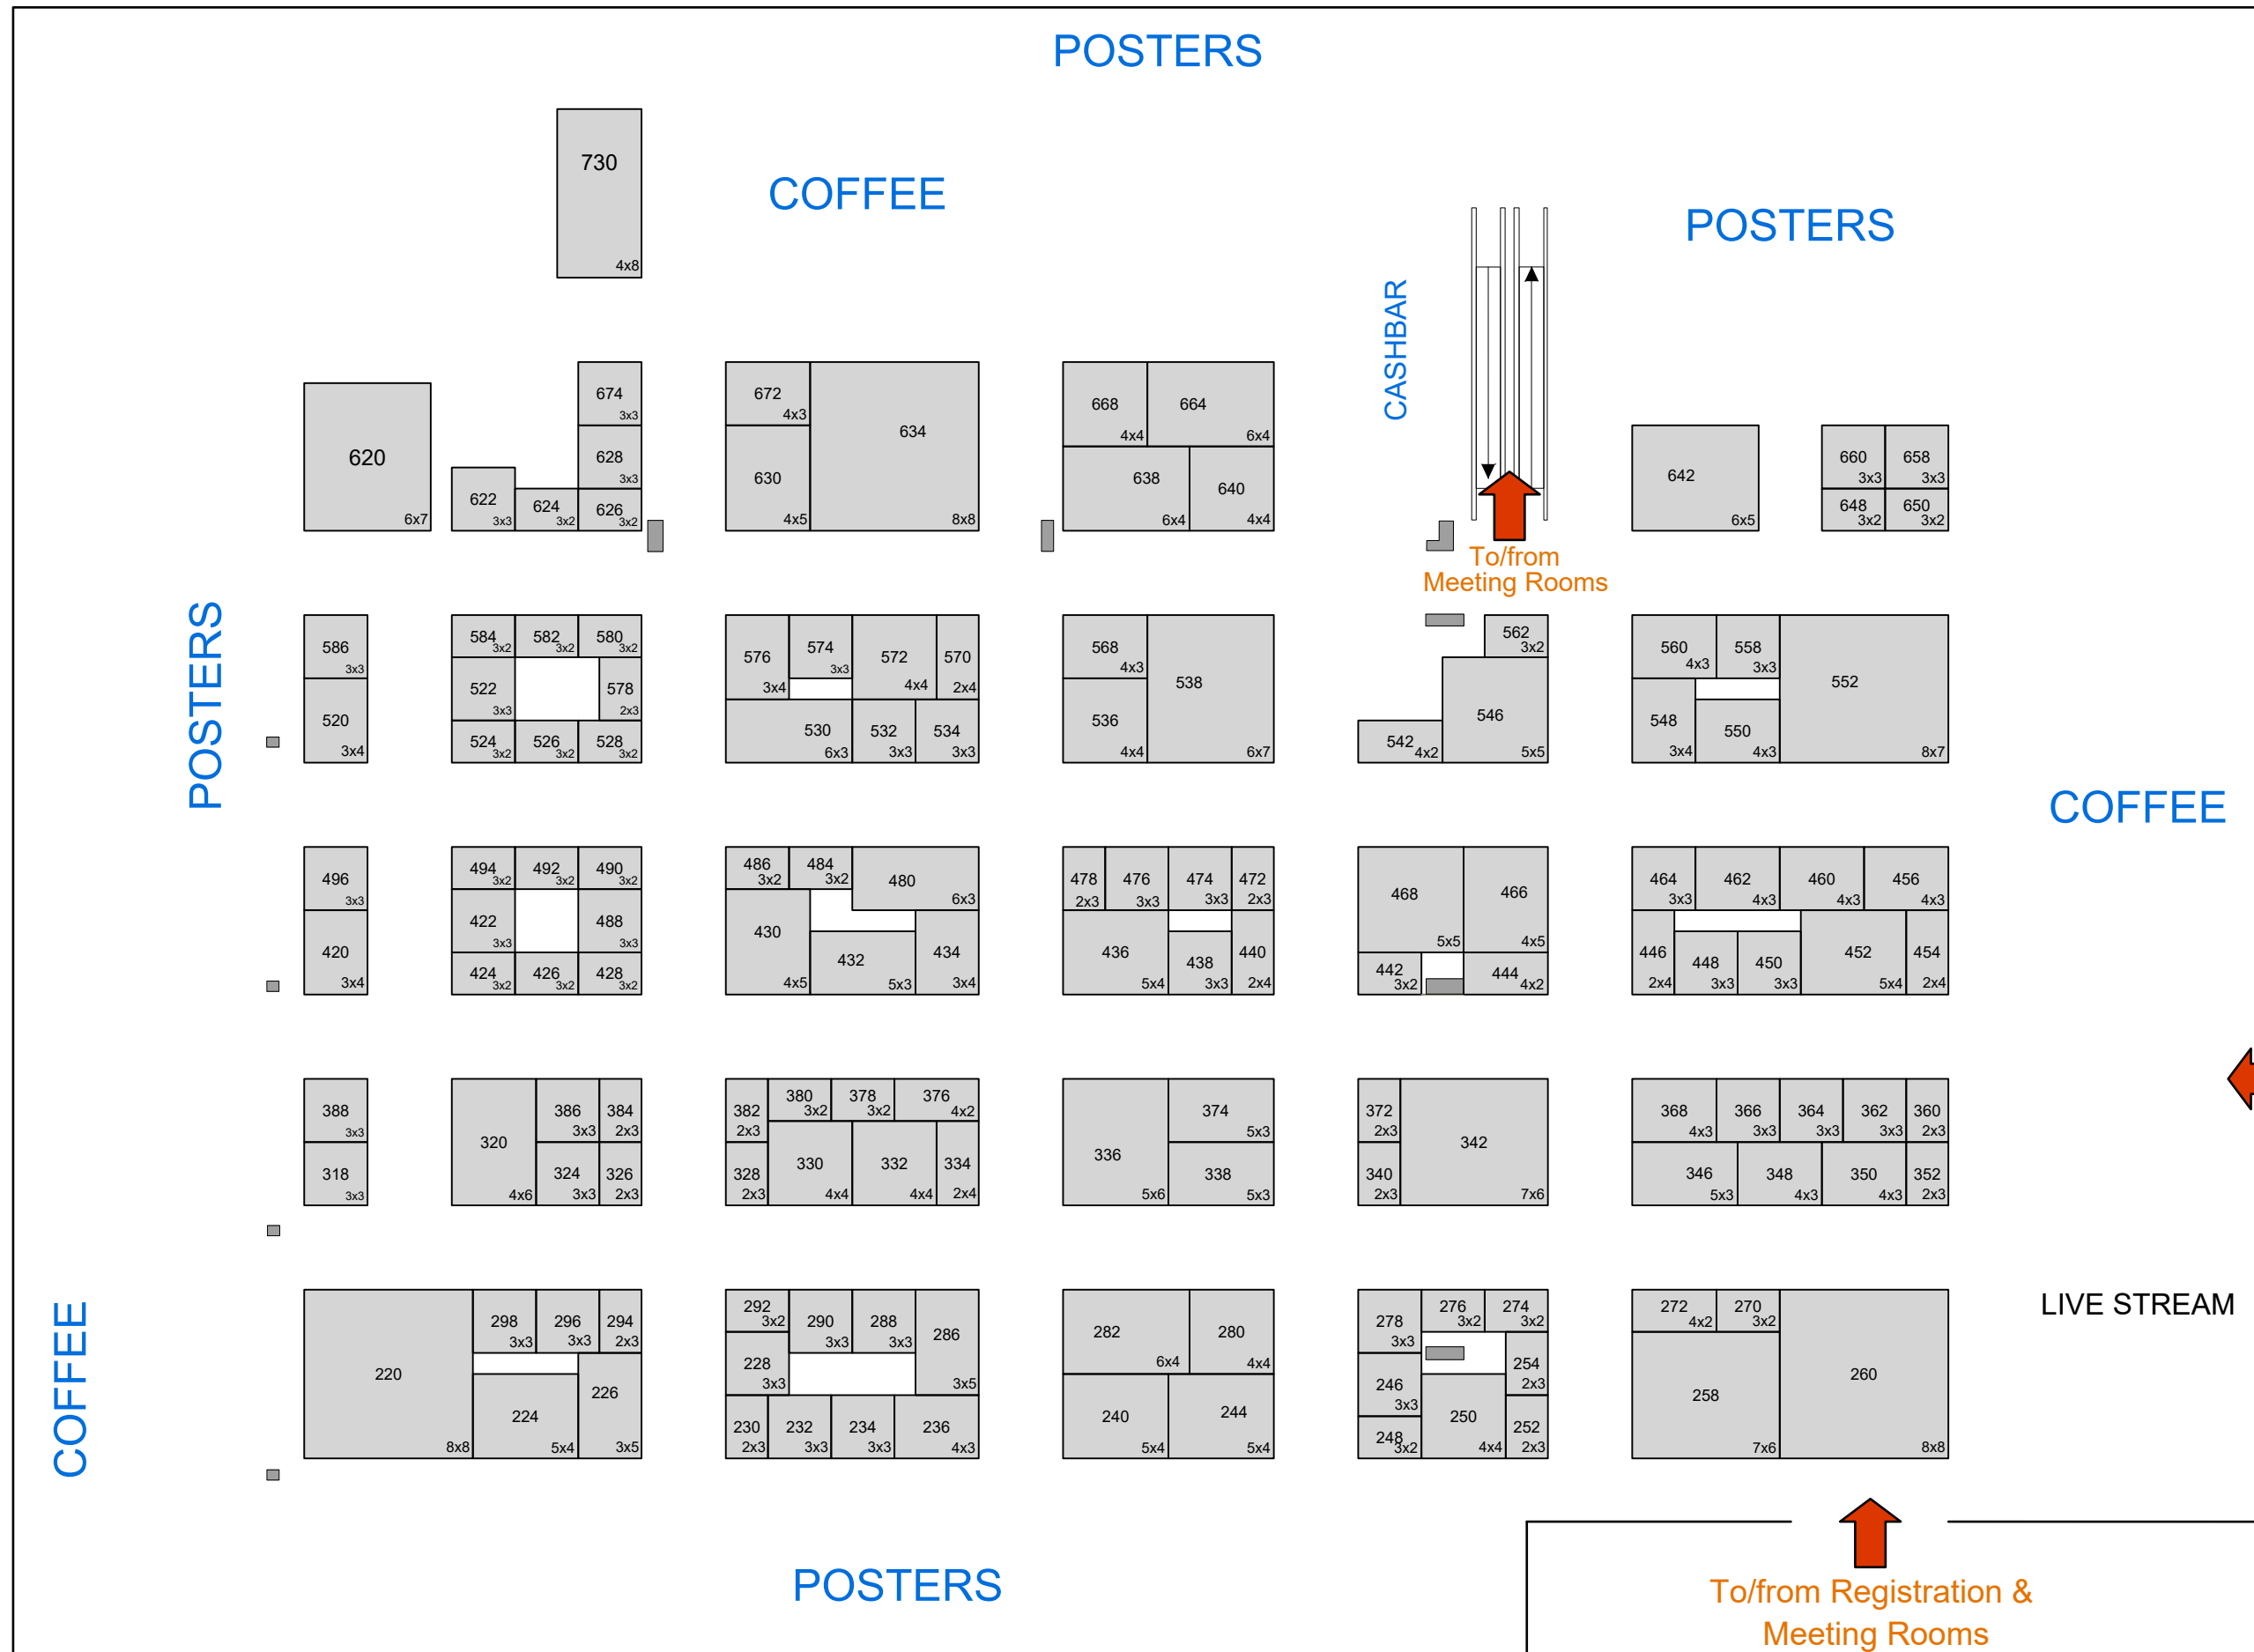 POSTERS
730
4x8
COFFEE
POSTERS
CASHBAR
674
3x3
672
4x3
634
8x8
668
4x4
664
6x4
620
6x7
628
3x3
622
3x3
624
3x2
626
3x2
630
4x5
638
6x4
640
4x4
642
6x5
660
3x3
658
3x3
648
3x2
650
3x2
To/from
Meeting Rooms
POSTERS
586
3x3
520
3x4
584
3x2
582
3x2
580
3x2
522
3x3
578
2x3
524
3x2
526
3x2
528
3x2
576
3x4
574
3x3
572
4x4
570
2x4
530
6x3
532
3x3
534
3x3
568
4x3
536
4x4
538
6x7
562
3x2
546
5x5
542
4x2
560
4x3
558
3x3
548
3x4
550
4x3
552
8x7
COFFEE
496
3x3
420
3x4
494
3x2
492
3x2
490
3x2
422
3x3
488
3x3
424
3x2
426
3x2
428
3x2
486
3x2
484
3x2
480
6x3
430
4x5
432
5x3
434
3x4
478
2x3
476
3x3
474
3x3
472
2x3
436
5x4
438
3x3
440
2x4
468
5x5
466
4x5
442
3x2
444
4x2
464
3x3
462
4x3
460
4x3
456
4x3
446
2x4
448
3x3
450
3x3
452
5x4
454
2x4
388
3x3
318
3x3
320
4x6
386
3x3
384
2x3
324
3x3
326
2x3
382
2x3
380
3x2
378
3x2
376
4x2
328
2x3
330
4x4
332
4x4
334
2x4
336
5x6
374
5x3
338
5x3
372
2x3
340
2x3
342
7x6
368
4x3
366
3x3
364
3x3
362
3x3
360
2x3
346
5x3
348
4x3
350
4x3
352
2x3
COFFEE
220
8x8
298
3x3
296
3x3
294
2x3
224
5x4
226
3x5
292
3x2
290
3x3
288
3x3
286
3x5
228
3x3
230
2x3
232
3x3
234
3x3
236
4x3
282
6x4
280
4x4
240
5x4
244
5x4
278
3x3
276
3x2
274
3x2
246
3x3
254
2x3
248
3x2
250
4x4
252
2x3
272
4x2
270
3x2
258
7x6
260
8x8
LIVE STREAM
POSTERS
To/from Registration &
Meeting Rooms